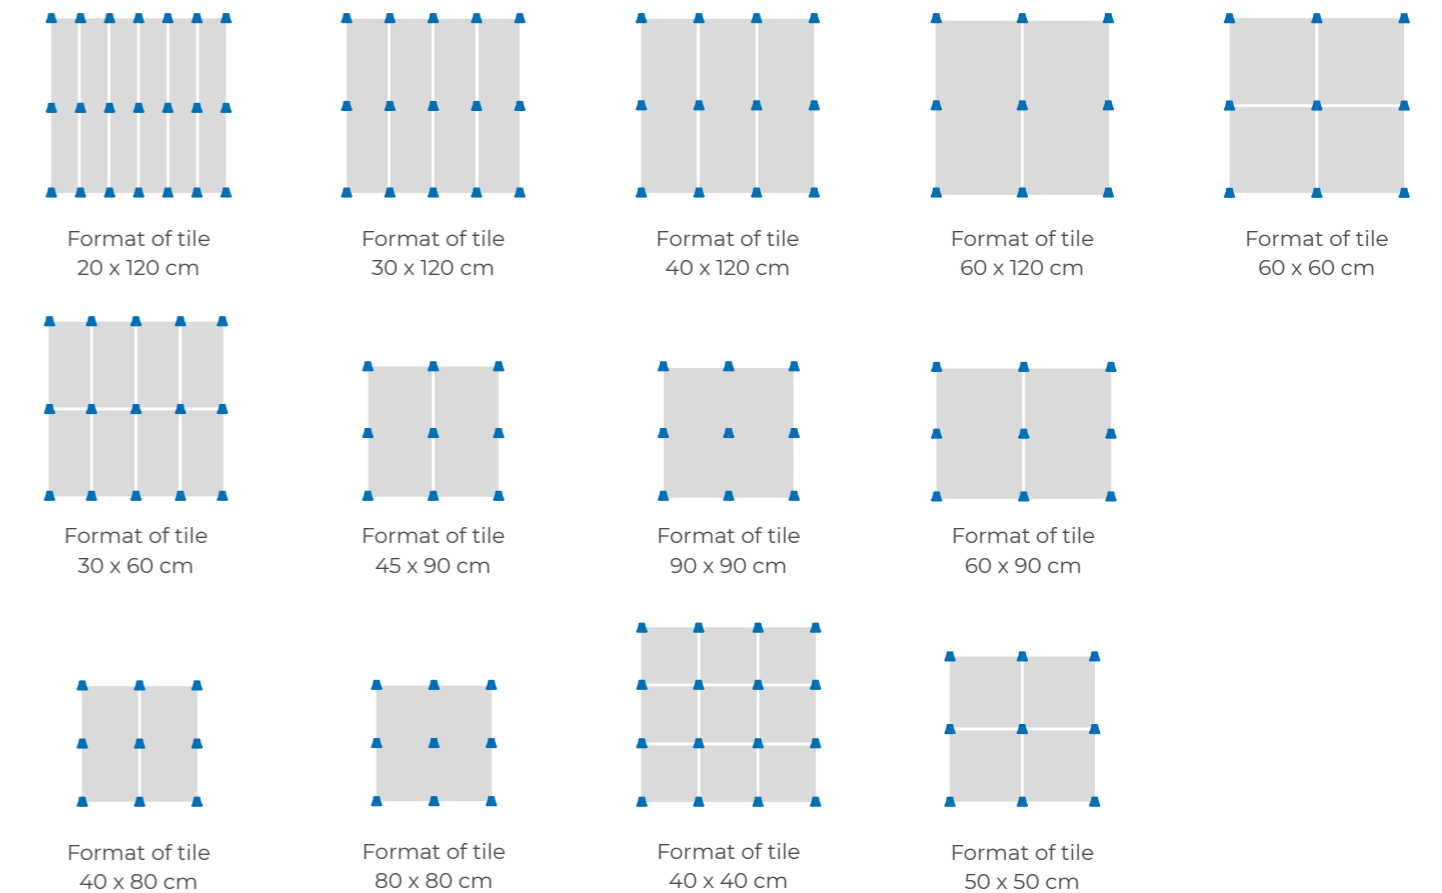 Format of tile
20 x 120 cm
Format of tile
30 x 120 cm
Format of tile
40 x 120 cm
Format of tile
60 x 120 cm
Format of tile
60 x 60 cm
Format of tile
30 x 60 cm
Format of tile
45 x 90 cm
Format of tile
90 x 90 cm
Format of tile
60 x 90 cm
Format of tile
40 x 80 cm
Format of tile
80 x 80 cm
Format of tile
40 x 40 cm
Format of tile
50 x 50 cm